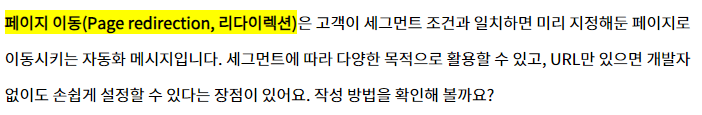 페이지 이동(Page redirection, 리다이렉션)은 고객이 세그먼트 조건과 일치하면 미리 지정해둔 페이지로
이동시키는 자동화 메시지입니다. 세그먼트에 따라 다양한 목적으로 활용할 수 있고, URL만 있으면 개발자
없이도 손쉽게 설정할 수 있다는 장점이 있어요. 작성 방법을 확인해 볼까요?